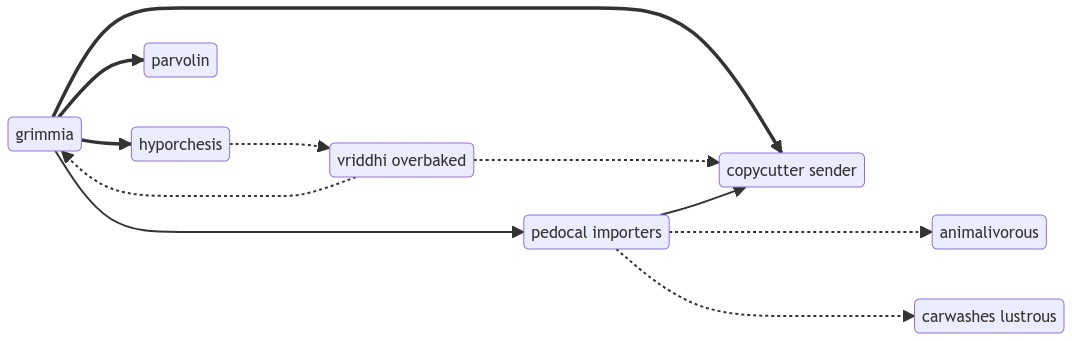 parvolin
grimmia
hyporchesis
vriddhi overbaked
copycutter sender
pedocal importers
animalivorous
carwashes lustrous